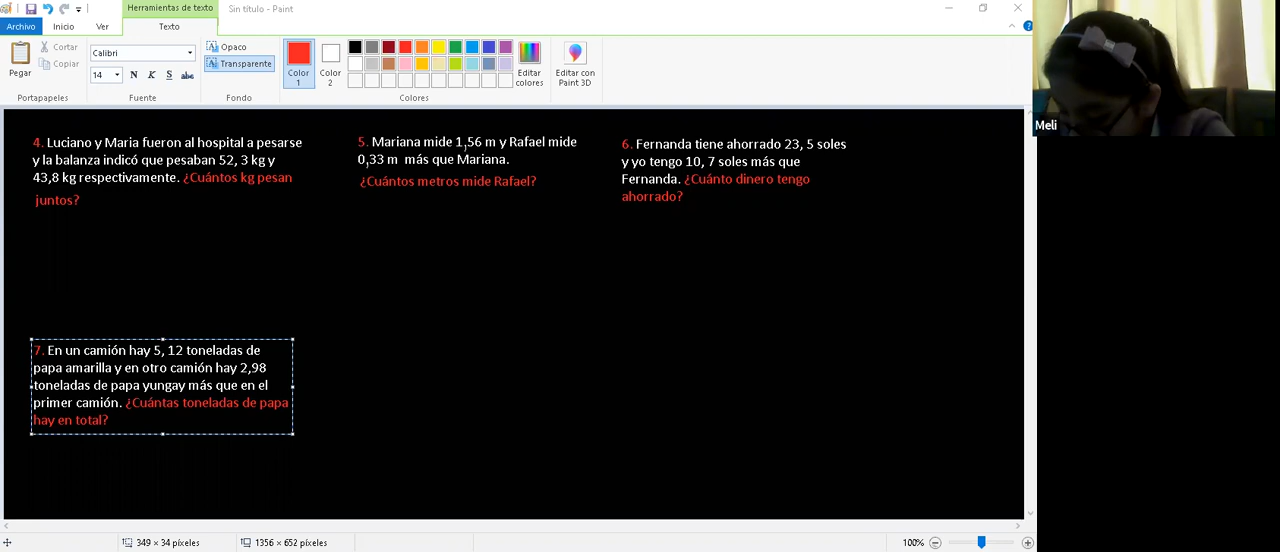 Herramientas de texto
Sin título - Paint
Archivo
Inicio
Ver
Texto
Pegar
Cortar
Copiar
Portapapeles
Calibri
14
N K S abc
Fuente
Opaco
Transparente
Fondo
Color 1
Color 2
Colores
Editar colores
Editar con Paint 3D
Meli
4. Luciano y Maria fueron al hospital a pesarse
y la balanza indicó que pesaban 52, 3 kg y
43,8 kg respectivamente. ¿Cuántos kg pesan
juntos?
5. Mariana mide 1,56 m y Rafael mide
0,33 m más que Mariana.
¿Cuántos metros mide Rafael?
6. Fernanda tiene ahorrado 23, 5 soles
y yo tengo 10, 7 soles más que
Fernanda. ¿Cuánto dinero tengo
ahorrado?
7. En un camión hay 5, 12 toneladas de
papa amarilla y en otro camión hay 2,98
toneladas de papa yungay más que en el
primer camión. ¿Cuántas toneladas de papa
hay en total?
349 × 34 píxeles
1356 × 652 píxeles
100%